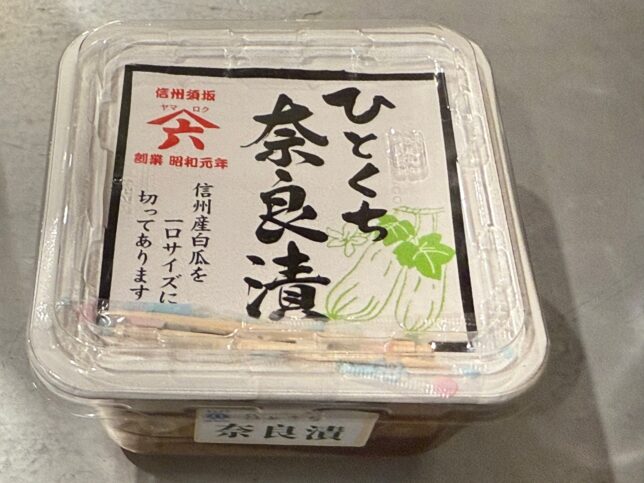 信州須坂
ヤマ ロク
六
創業 昭和元年
ひとくち
奈良漬
信州産白瓜を
一口サイズに
切ってあります
奈良漬